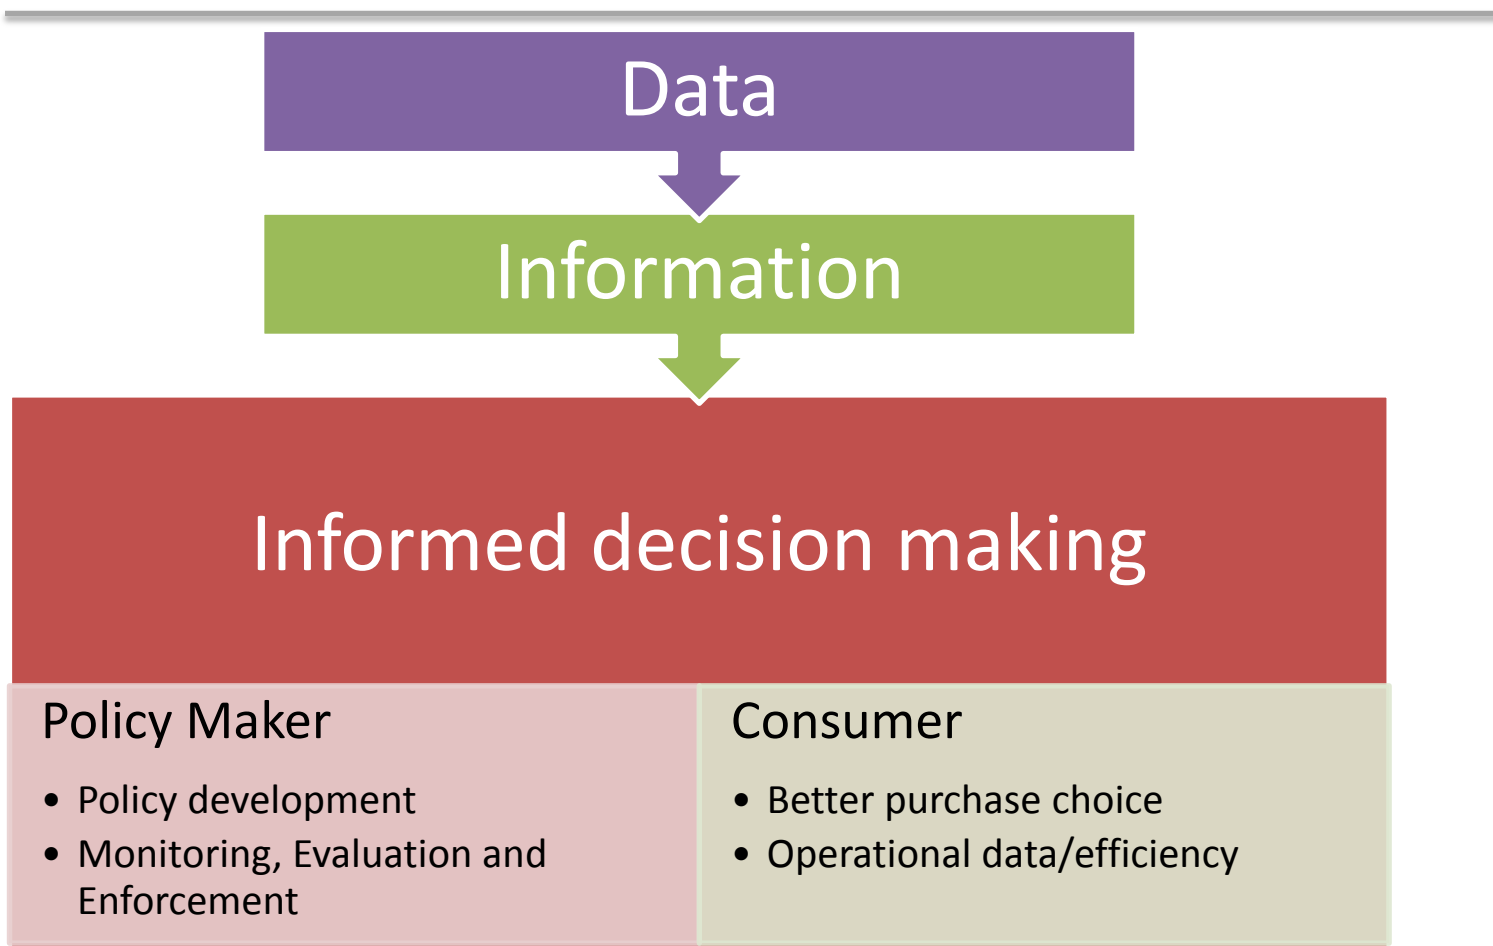 Data
Information
Informed decision making
Policy Maker
• Policy development
• Monitoring, Evaluation and
Enforcement
Consumer
• Better purchase choice
• Operational data/efficiency